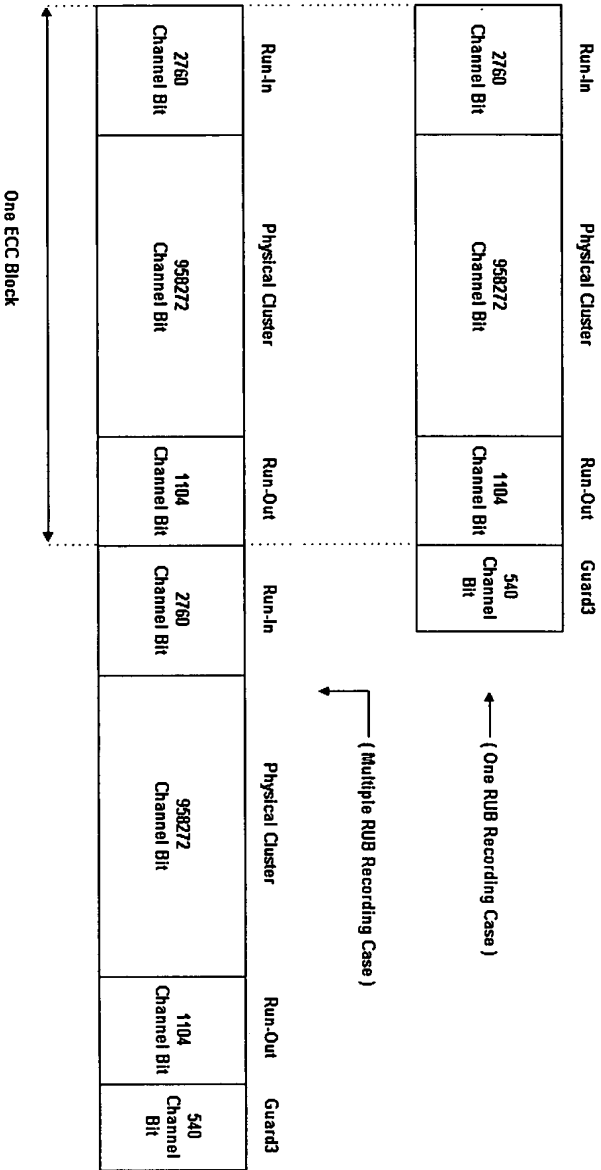 Run-In
Physical Cluster
Run-Out
Guard3
2760
Channel Bit
958272
Channel Bit
1104
Channel Bit
540
Channel
Bit
( One RUB Recording Case )
( Multiple RUB Recording Case )
Run-In
Physical Cluster
Run-Out
Run-In
Physical Cluster
Run-Out
Guard3
2760
Channel Bit
958272
Channel Bit
1104
Channel Bit
2760
Channel Bit
958272
Channel Bit
1104
Channel Bit
540
Channel
Bit
One ECC Block